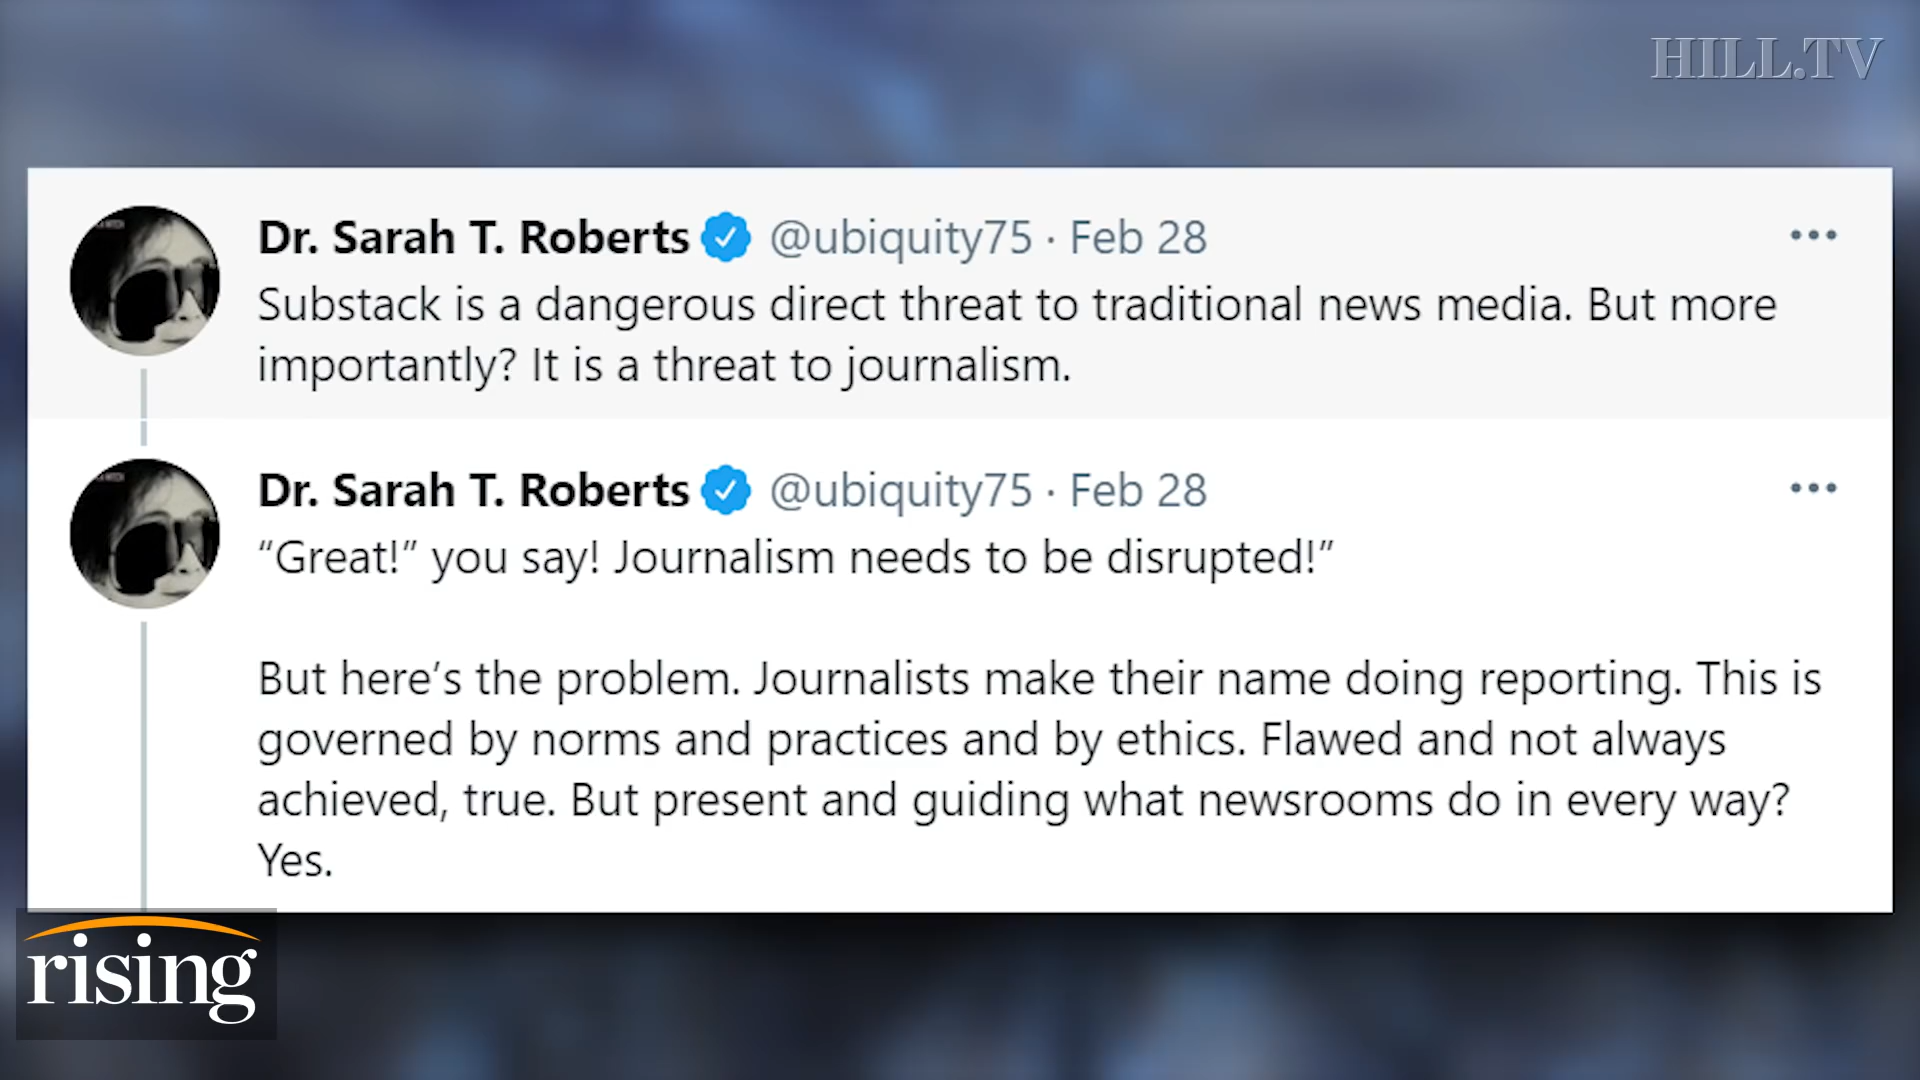 HILL.TV
Dr. Sarah T. Roberts @ubiquity75 · Feb 28
Substack is a dangerous direct threat to traditional news media. But more
importantly? It is a threat to journalism.
Dr. Sarah T. Roberts @ubiquity75 · Feb 28
“Great!” you say! Journalism needs to be disrupted!”
But here’s the problem. Journalists make their name doing reporting. This is
governed by norms and practices and by ethics. Flawed and not always
achieved, true. But present and guiding what newsrooms do in every way?
Yes.
rising